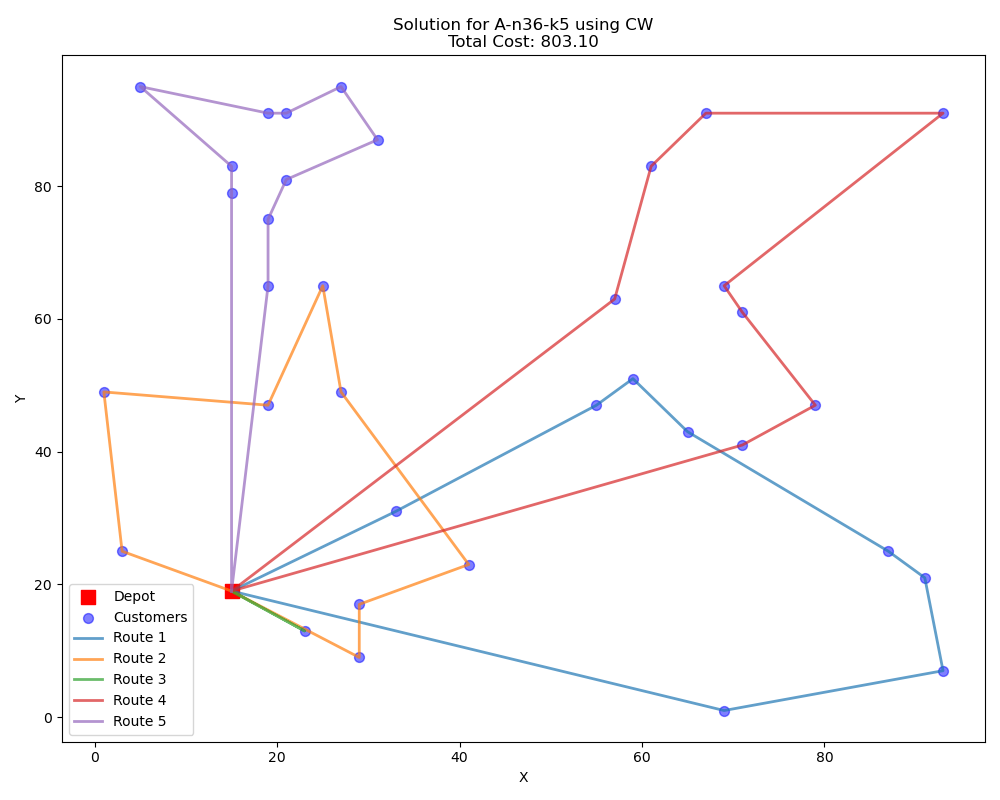 Solution for A-n36-k5 using CW
Total Cost: 803.10
Y
80
60
40
20
0
Depot
Customers
Route 1
Route 2
Route 3
Route 4
Route 5
0 20 40 60 80
X